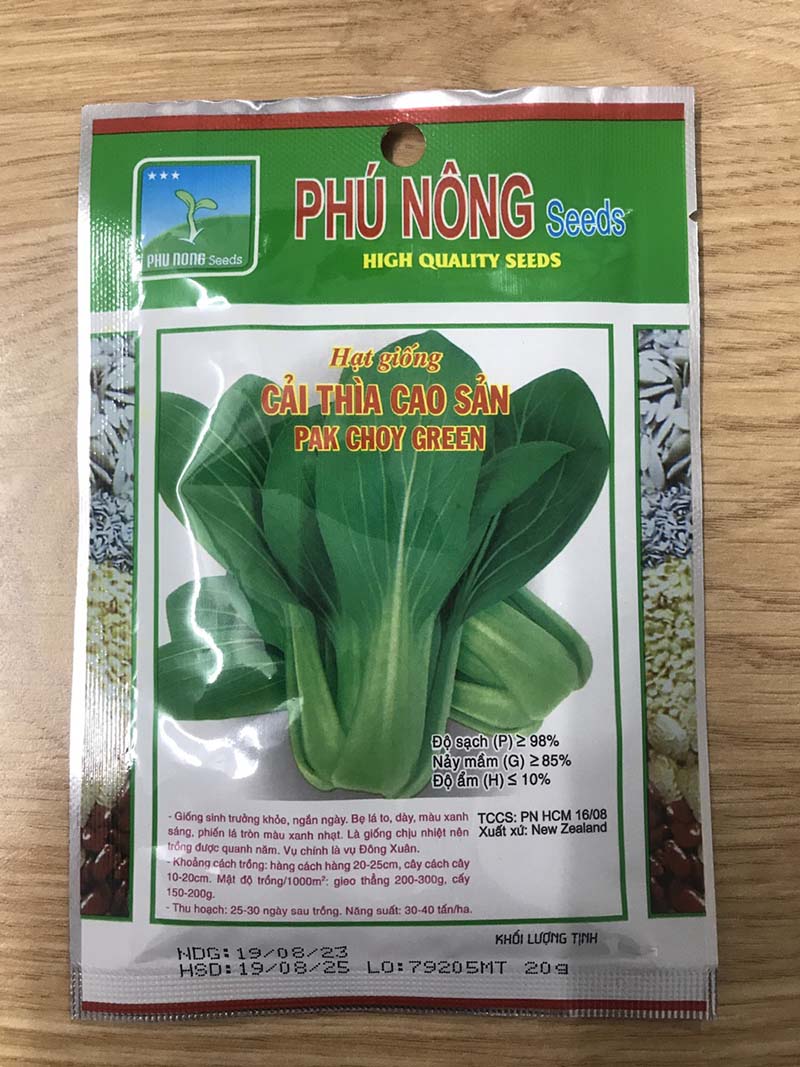 PHU NONG Seeds
PHÚ NÔNG Seeds
HIGH QUALITY SEEDS
Hạt giống
CẢI THÌA CAO SẢN
PAK CHOY GREEN
Độ sạch (P) ≥ 98%
Nảy mầm (G) ≥ 85%
Độ ẩm (H) ≤ 10%
- Giống sinh trưởng khỏe, ngắn ngày. Bẹ lá to, dày, màu xanh
sáng, phiến lá tròn màu xanh nhạt. Là giống chịu nhiệt nên
trồng được quanh năm. Vụ chính là vụ Đông Xuân.
- Khoảng cách trồng: hàng cách hàng 20-25cm, cây cách cây
10-20cm. Mật độ trồng/1000m²: gieo thẳng 200-300g, cấy
150-200g.
- Thu hoạch: 25-30 ngày sau trồng. Năng suất: 30-40 tấn/ha.
TCCS: PN HCM 16/08
Xuất xứ: New Zealand
KHỐI LƯỢNG TỊNH
NDG:19/08/23
HSD:19/08/25 LO:79205MT 20g